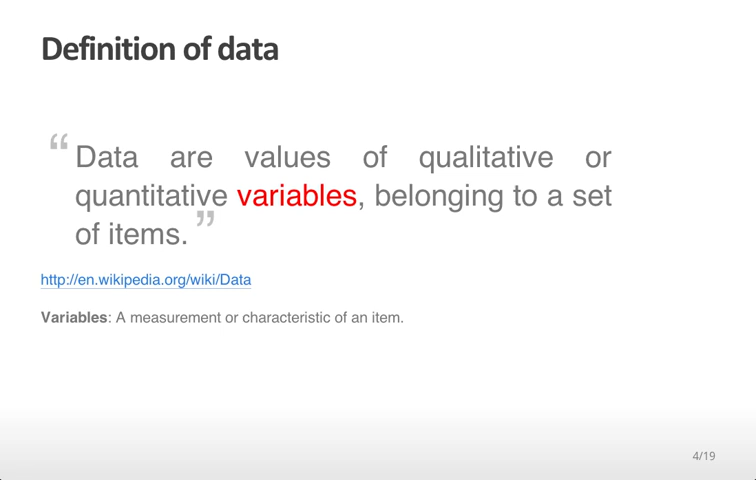 Definition of data
“Data are values of qualitative or
quantitative variables, belonging to a set
of items.”
http://en.wikipedia.org/wiki/Data
Variables: A measurement or characteristic of an item.
4/19